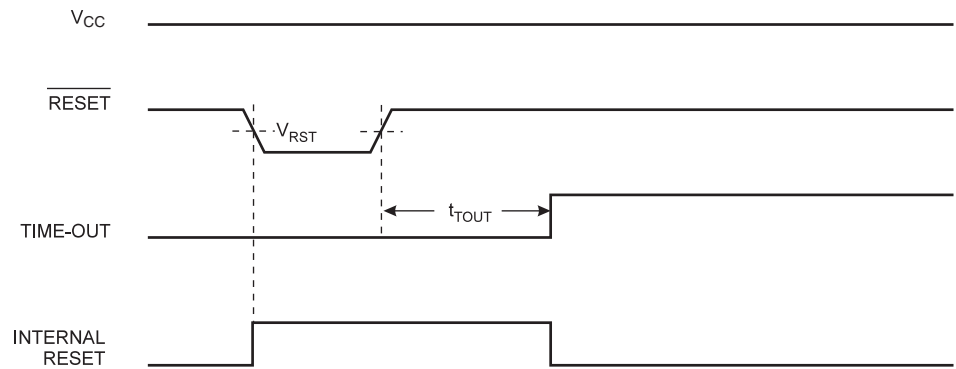 VCC
RESET
VRST
tTOUT
TIME-OUT
INTERNAL
RESET